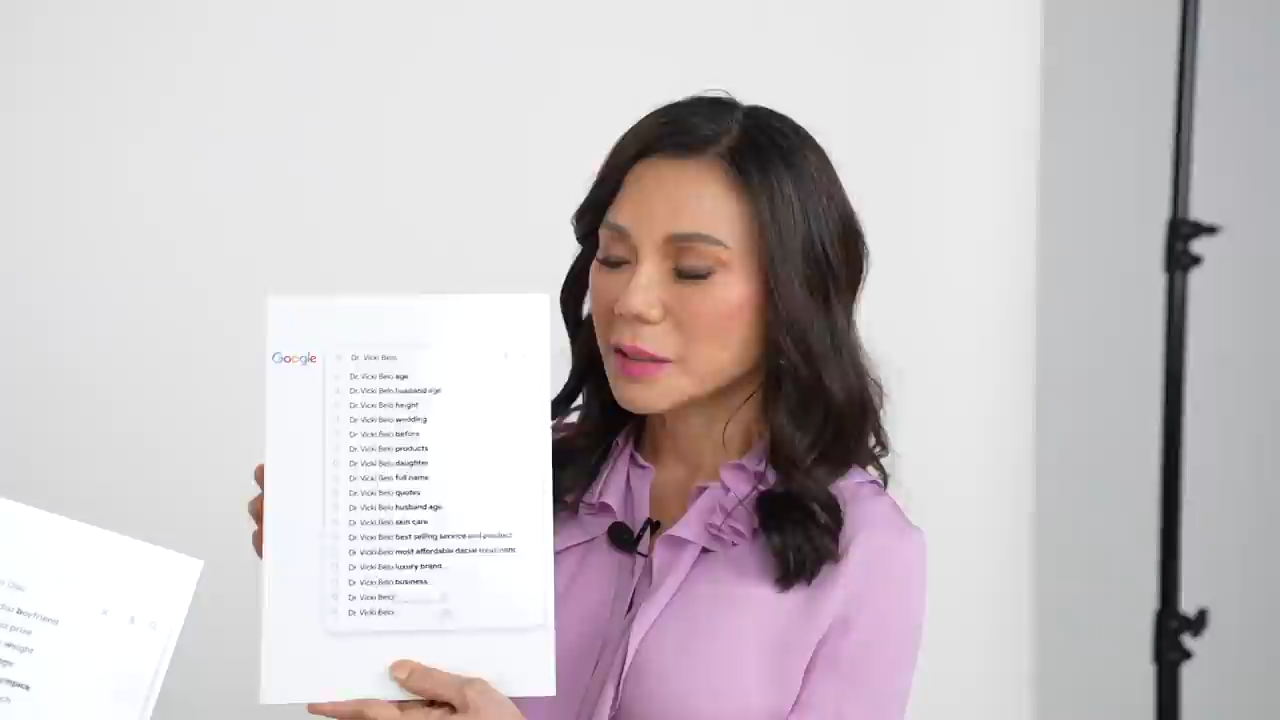 Google
Dr. Vicki Belo
Dr. Vicki Belo age
Dr. Vicki Belo husband age
Dr. Vicki Belo height
Dr. Vicki Belo wedding
Dr. Vicki Belo before
Dr. Vicki Belo products
Dr. Vicki Belo daughter
Dr. Vicki Belo full name
Dr. Vicki Belo quotes
Dr. Vicki Belo husband age
Dr. Vicki Belo skin care
Dr. Vicki Belo best selling service and product
Dr. Vicki Belo most affordable facial treatment
Dr. Vicki Belo luxury brand
Dr. Vicki Belo business
Dr. Vicki Belo
Dr. Vicki Belo
boyfriend
prize
weight